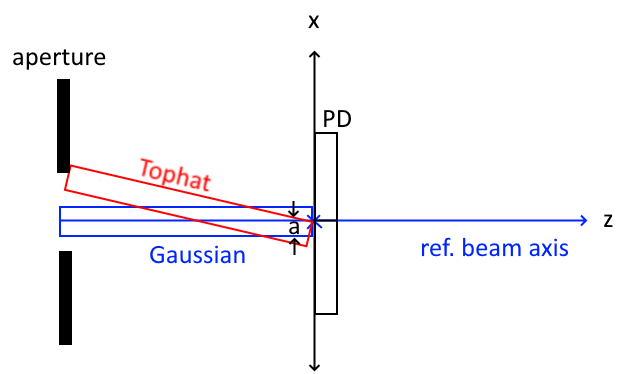 x
aperture
PD
Tophat
a
z
Gaussian
ref. beam axis